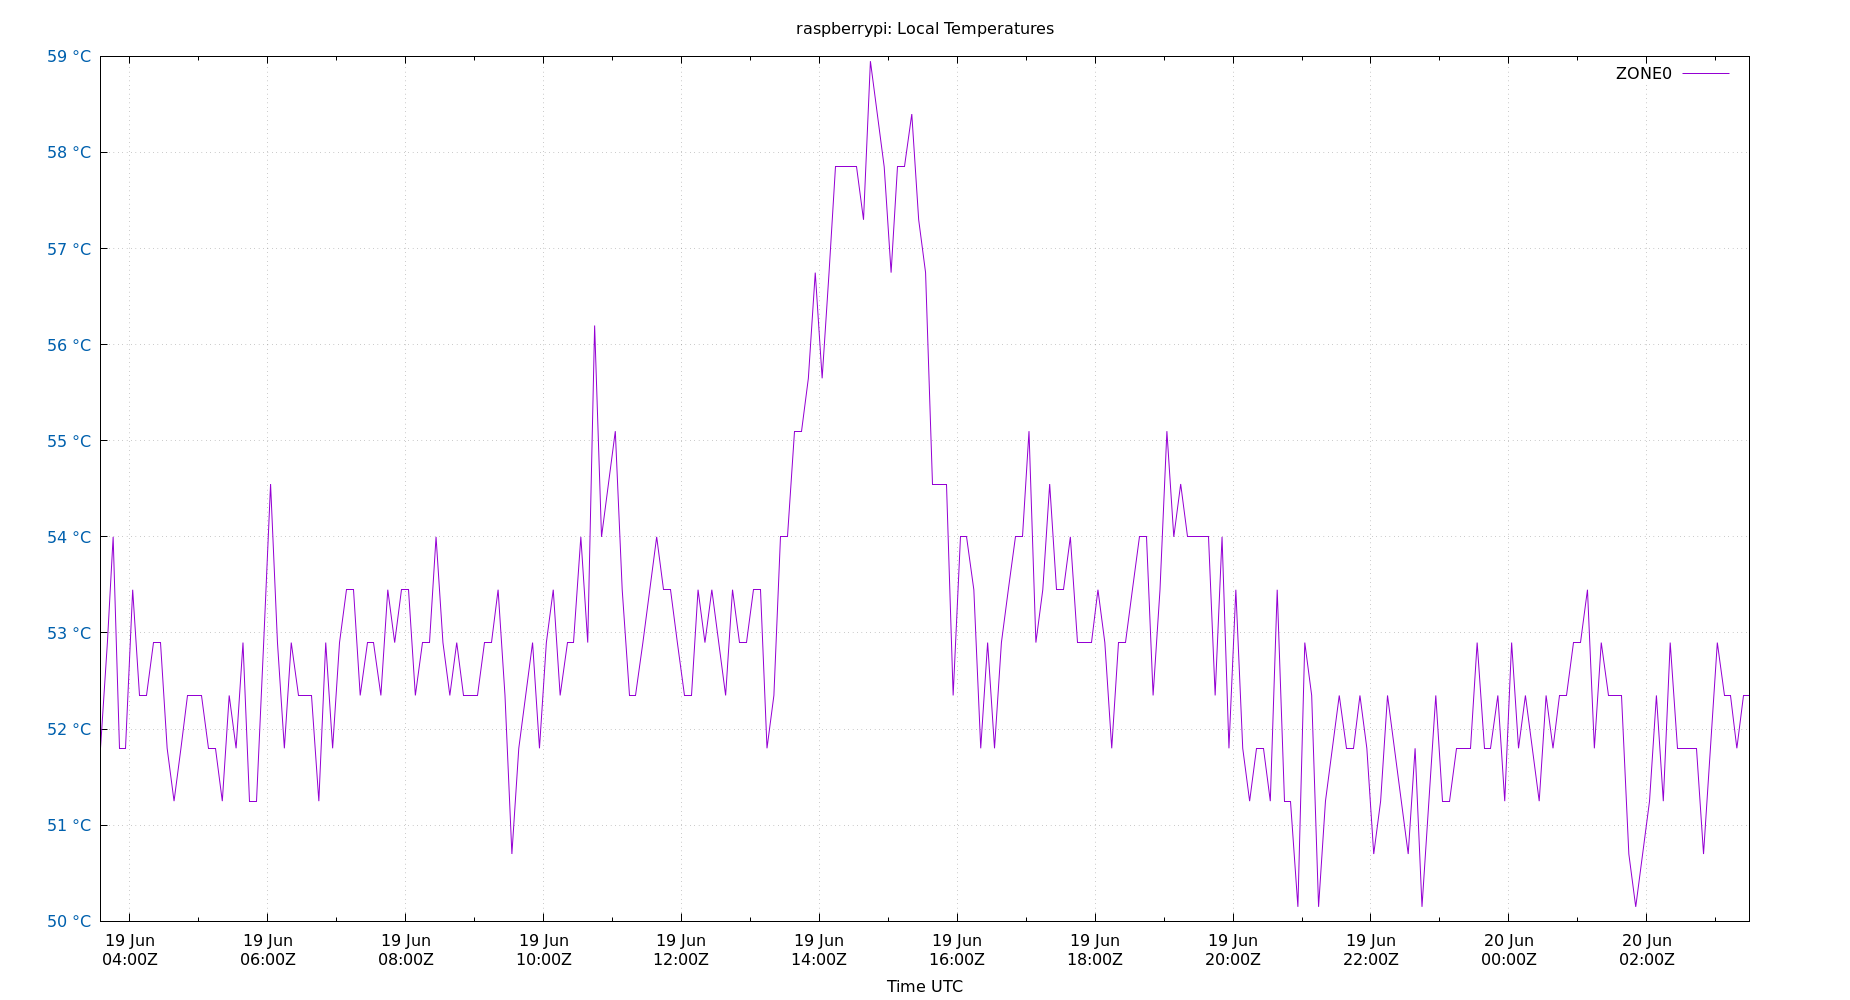 raspberrypi: Local Temperatures
59 °C
ZONE0
58 °C
57 °C
56 °C
55 °C
54 °C
53 °C
52 °C
51 °C
50 °C
19 Jun 19 Jun 19 Jun 19 Jun 19 Jun 19 Jun 19 Jun 19 Jun 19 Jun 19 Jun 20 Jun 20 Jun
04:00Z 06:00Z 08:00Z 10:00Z 12:00Z 14:00Z 16:00Z 18:00Z 20:00Z 22:00Z 00:00Z 02:00Z
Time UTC